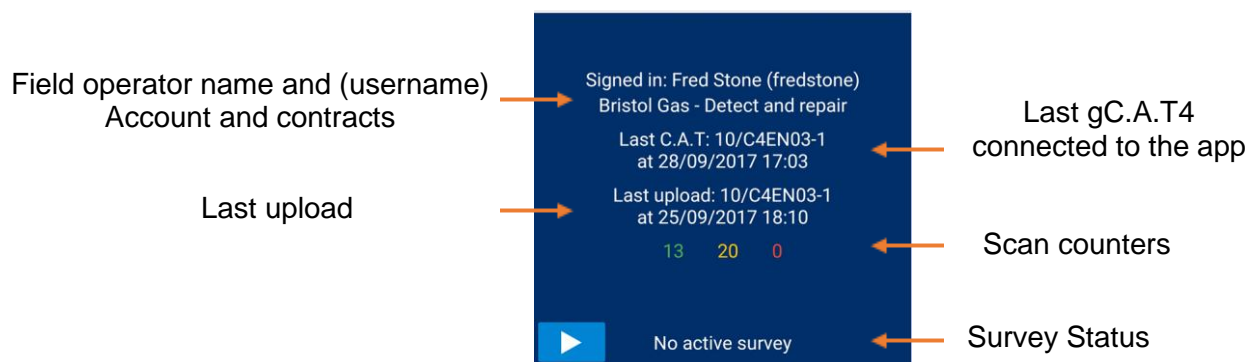 Field operator name and (username)
Account and contracts
Last upload
Signed in: Fred Stone (fredstone)
Bristol Gas - Detect and repair
Last C.A.T: 10/C4EN03-1
at 28/09/2017 17:03
Last upload: 10/C4EN03-1
at 25/09/2017 18:10
13 20 0
No active survey
Last gC.A.T4
connected to the app
Scan counters
Survey Status